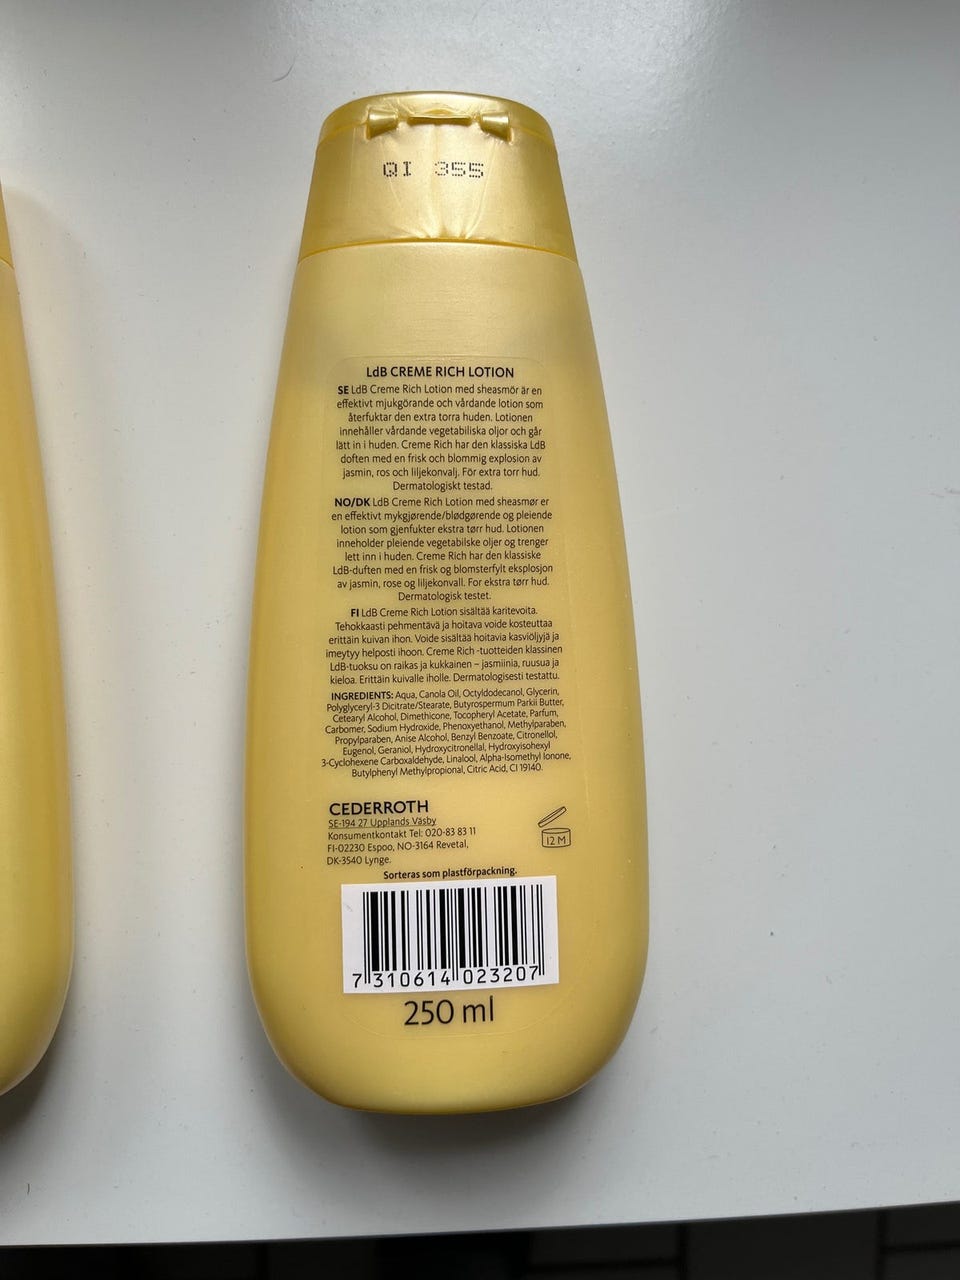 QI 355
LdB CREME RICH LOTION
SE LdB Creme Rich Lotion med sheasmör är en
effektivt mjukgörande och vårdande lotion som
återfuktar den extra torra huden. Lotionen
innehåller vårdande vegetabiliska oljor och går
lätt in i huden. Creme Rich har den klassiska LdB
doften med en frisk och blommig explosion av
jasmin, ros och liljekonvalj. För extra torr hud.
Dermatologiskt testad.
NO/DK LdB Creme Rich Lotion med sheasmør er
en effektivt mykgjørende/blødgørende og pleiende
lotion som gjenfukter ekstra tørr hud. Lotionen
inneholder pleiende vegetabilske oljer og trenger
lett inn i huden. Creme Rich har den klassiske
LdB-duften med en frisk og blomsterfylt eksplosjon
av jasmin, rose og liljekonvall. For ekstra tørr hud.
Dermatologisk testet.
FI LdB Creme Rich Lotion sisältää karitevoita.
Tehokkaasti pehmentävä ja hoitava voide kosteuttaa
erittäin kuivan ihon. Voide sisältää hoitavia kasviöljyjä ja
imeytyy helposti ihoon. Creme Rich -tuotteiden klassinen
LdB-tuoksu on raikas ja kukkainen – jasmiinia, ruusua ja
kieloa. Erittäin kuivalle iholle. Dermatologisesti testattu.
INGREDIENTS: Aqua, Canola Oil, Octyldodecanol, Glycerin,
Polyglyceryl-3 Dicitrate/Stearate, Butyrospermum Parkii Butter,
Cetearyl Alcohol, Dimethicone, Tocopheryl Acetate, Parfum,
Carbomer, Sodium Hydroxide, Phenoxyethanol, Methylparaben,
Propylparaben, Anise Alcohol, Benzyl Benzoate, Citronellol,
Eugenol, Geraniol, Hydroxycitronellal, Hydroxyisohexyl
3-Cyclohexene Carboxaldehyde, Linalool, Alpha-Isomethyl Ionone,
Butylphenyl Methylpropional, Citric Acid, CI 19140.
CEDERROTH
SE-194 27 Upplands Väsby
Konsumentkontakt Tel: 020-83 83 11
FI-02230 Espoo, NO-3164 Revetal,
DK-3540 Lynge.
12 M
Sorteras som plastförpackning.
7 310614 023207
250 ml